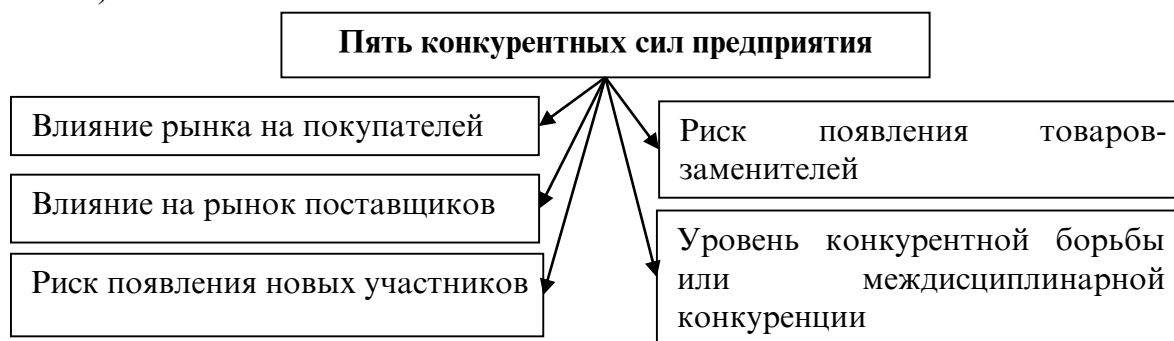 Пять конкурентных сил предприятия
Влияние рынка на покупателей
Влияние на рынок поставщиков
Риск появления новых участников
Риск появления товаров-
заменителей
Уровень конкурентной борьбы
или междисциплинарной
конкуренции